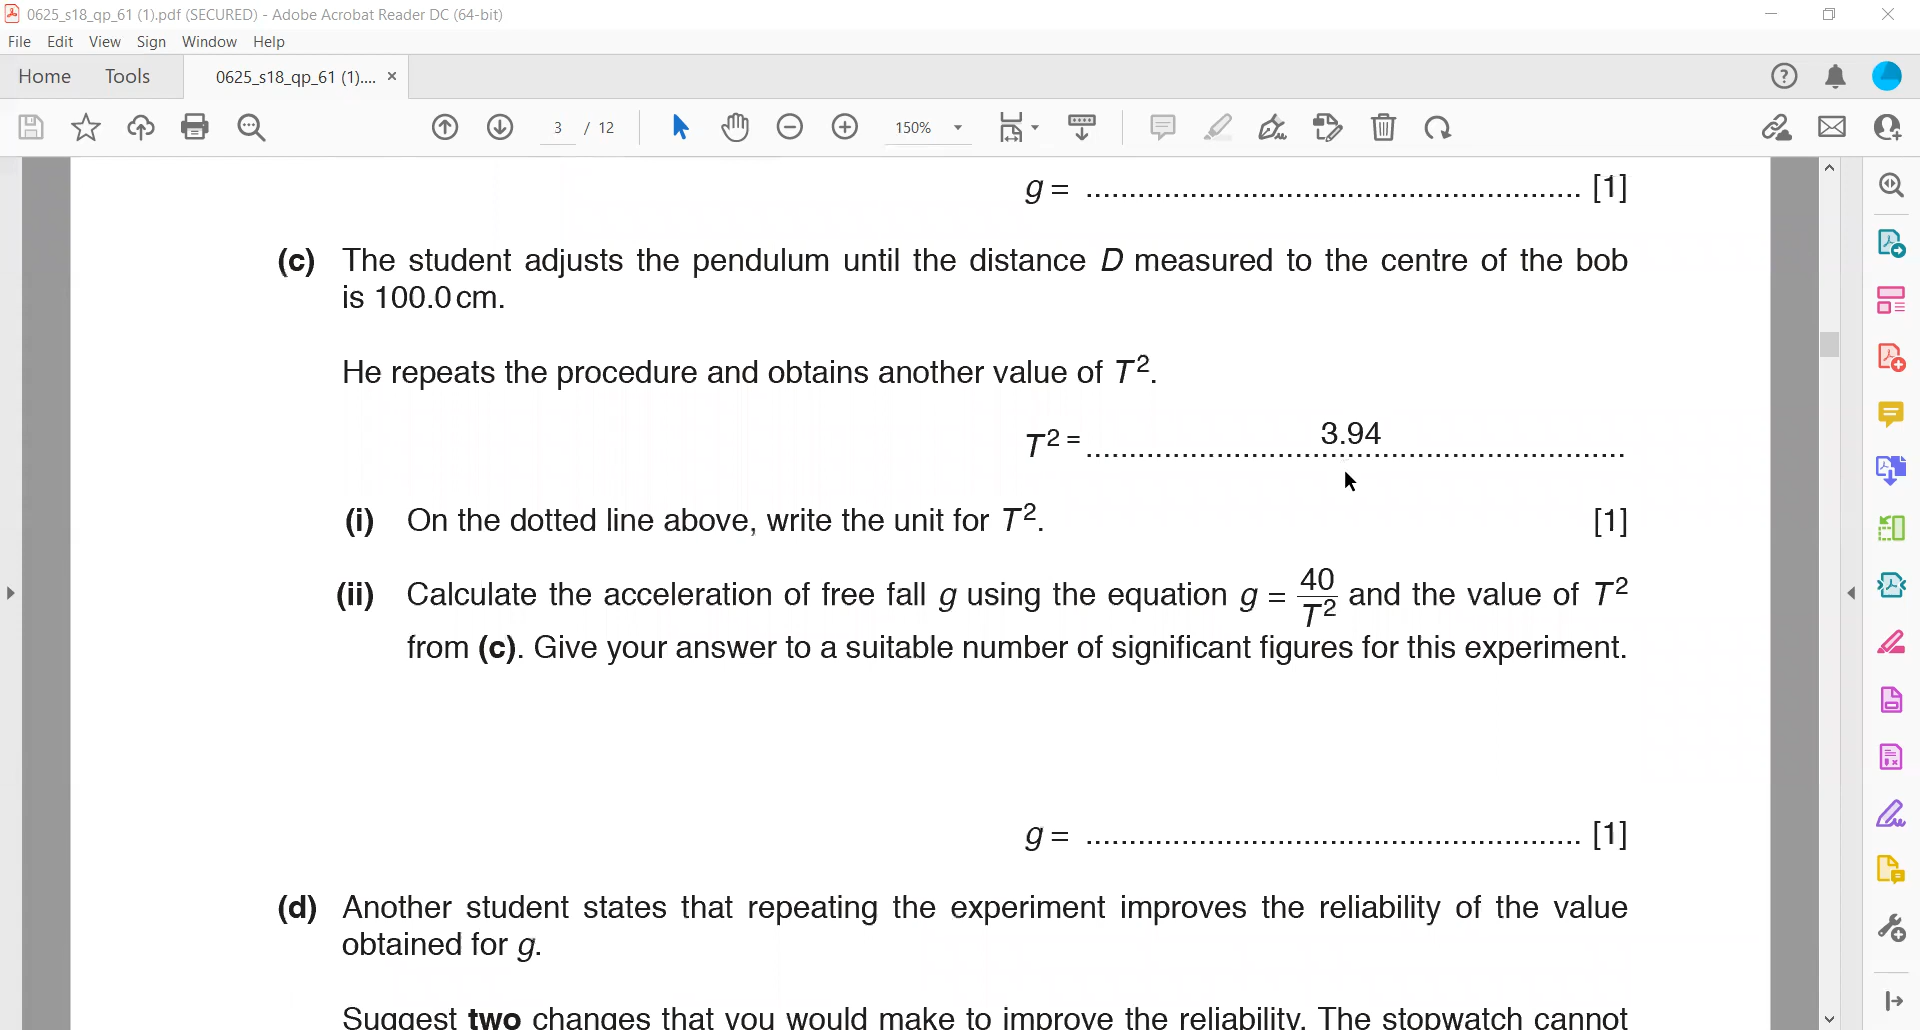 0625_s18_qp_61 (1).pdf (SECURED) - Adobe Acrobat Reader DC (64-bit)
File Edit View Sign Window Help
Home Tools 0625_s18_qp_61 (1).... ×
3 / 12 150%
g = ........................................................ [1]
(c) The student adjusts the pendulum until the distance D measured to the centre of the bob
is 100.0 cm.
He repeats the procedure and obtains another value of T².
T² = ........................3.94........................
(i) On the dotted line above, write the unit for T². [1]
(ii) Calculate the acceleration of free fall g using the equation g = 40/T² and the value of T²
from (c). Give your answer to a suitable number of significant figures for this experiment.
g = ........................................................ [1]
(d) Another student states that repeating the experiment improves the reliability of the value
obtained for g.
Suggest two changes that you would make to improve the reliability. The stopwatch cannot